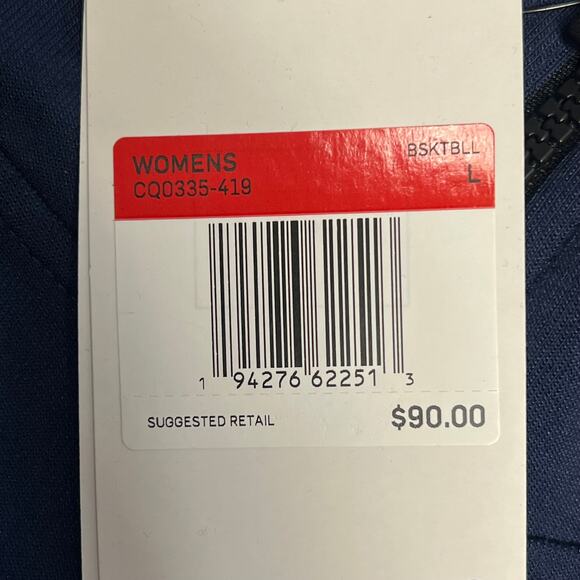 WOMENS
BSKTBLL
CQ0335-419
L
1 94276 62251 3
SUGGESTED RETAIL
$90.00